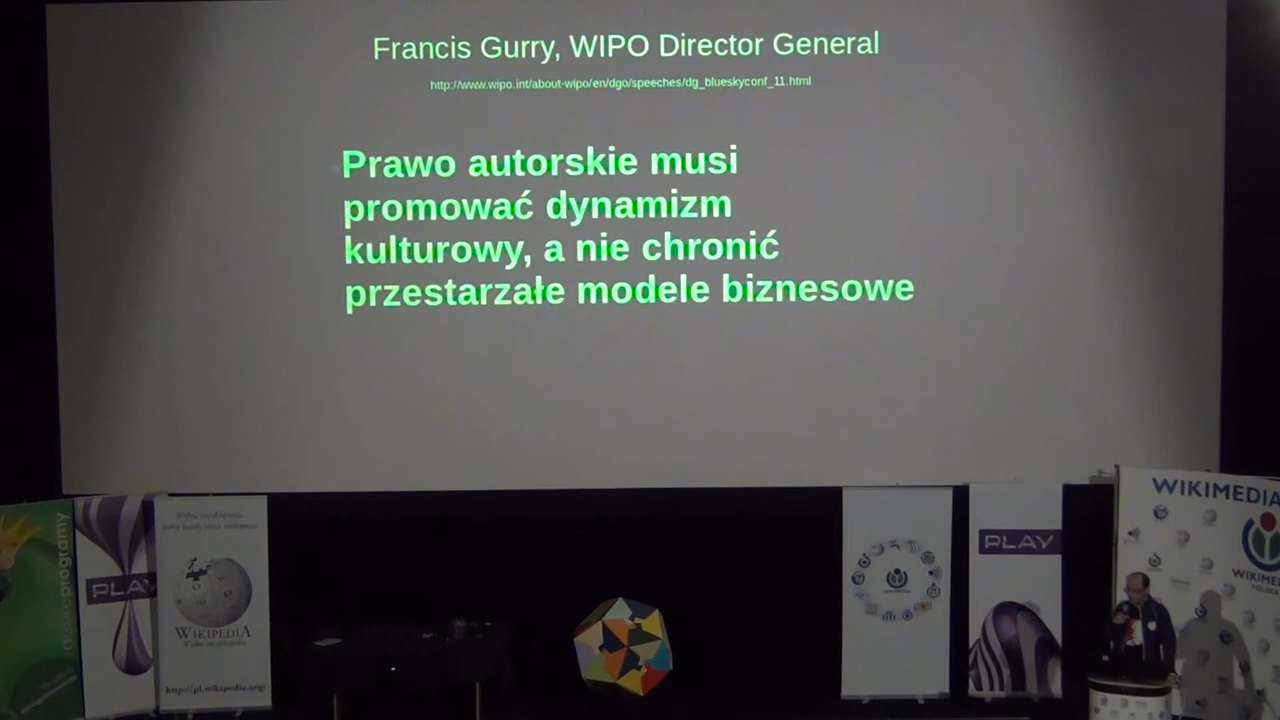 Francis Gurry, WIPO Director General
http://www.wipo.int/about-wipo/en/dgo/speeches/dg_blueskyconf_11.html
Prawo autorskie musi
promować dynamizm
kulturowy, a nie chronić
przestarzałe modele biznesowe
dobreprogramy
PLAY
WIKIPEDIA
http://pl.wikipedia.org/
PLAY
WIKIMEDIA